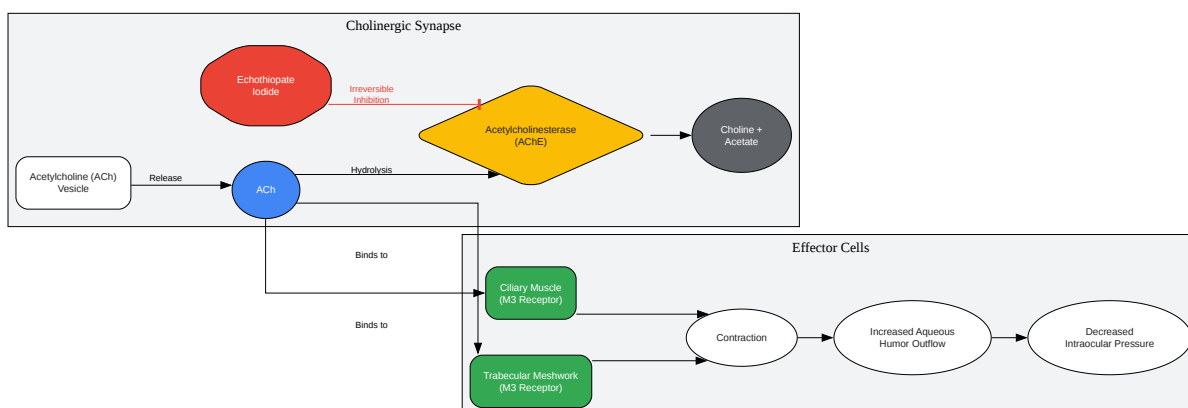 Cholinergic Synapse
Echothiopate
Iodide
Irreversible
Inhibition
Acetylcholinesterase
(AChE)
Choline +
Acetate
Acetylcholine (ACh)
Vesicle
Release
ACh
Hydrolysis
Binds to
Binds to
Effector Cells
Ciliary Muscle
(M3 Receptor)
Trabecular Meshwork
(M3 Receptor)
Contraction
Increased Aqueous
Humor Outflow
Decreased
Intraocular Pressure